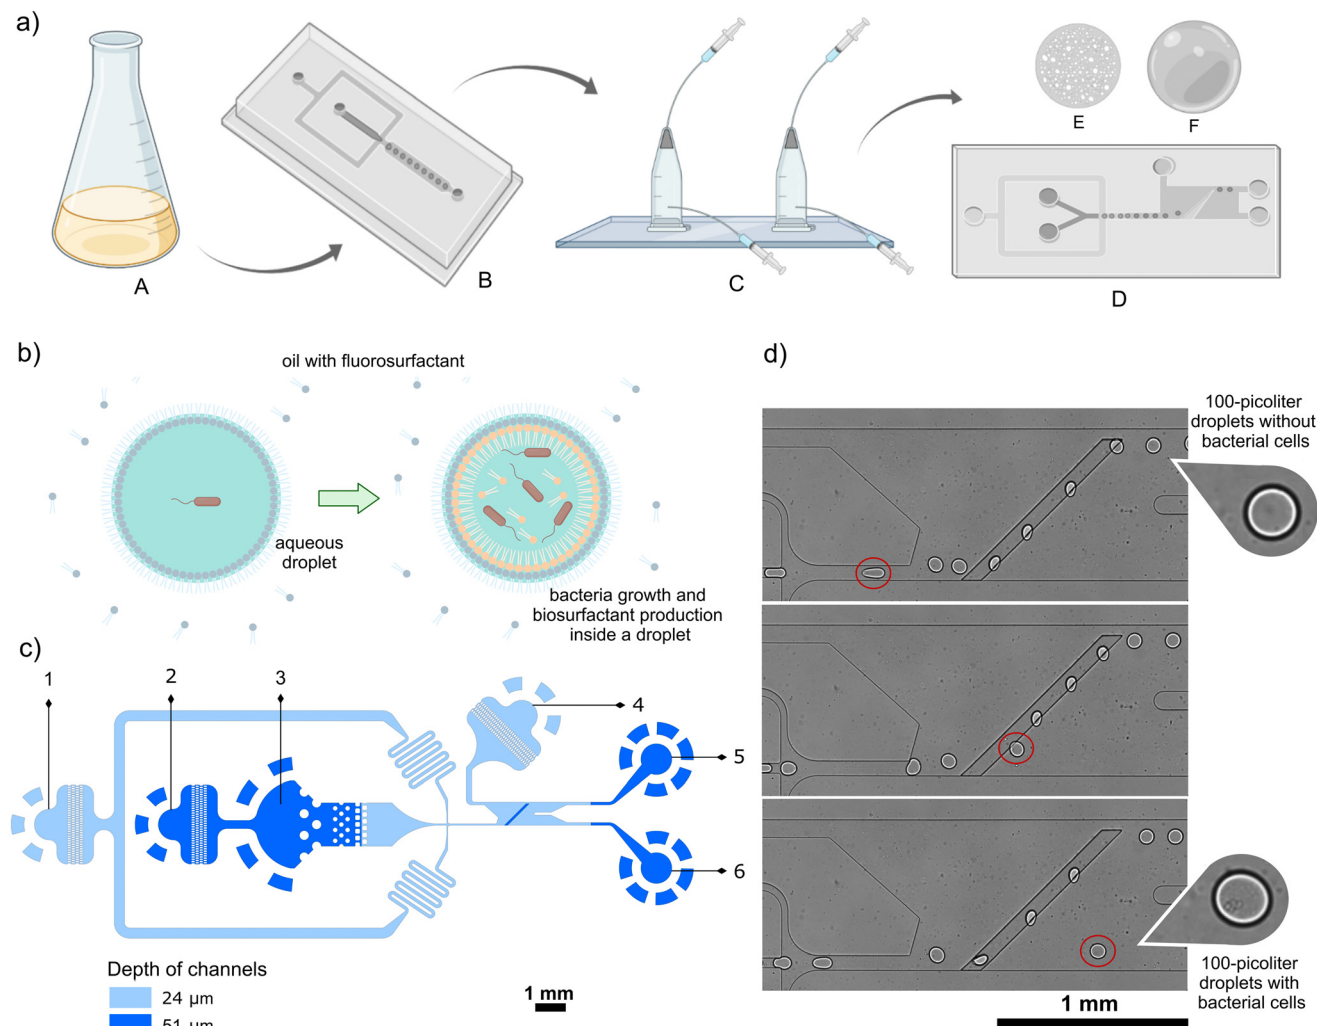 a)
A
B
C
D
E
F
b)
oil with fluorosurfactant
aqueous
droplet
bacteria growth and
biosurfactant production
inside a droplet
c)
1
2
3
4
5
6
Depth of channels
24 μm
51 μm
1 mm
d)
100-picoliter
droplets without
bacterial cells
100-picoliter
droplets with
bacterial cells
1 mm